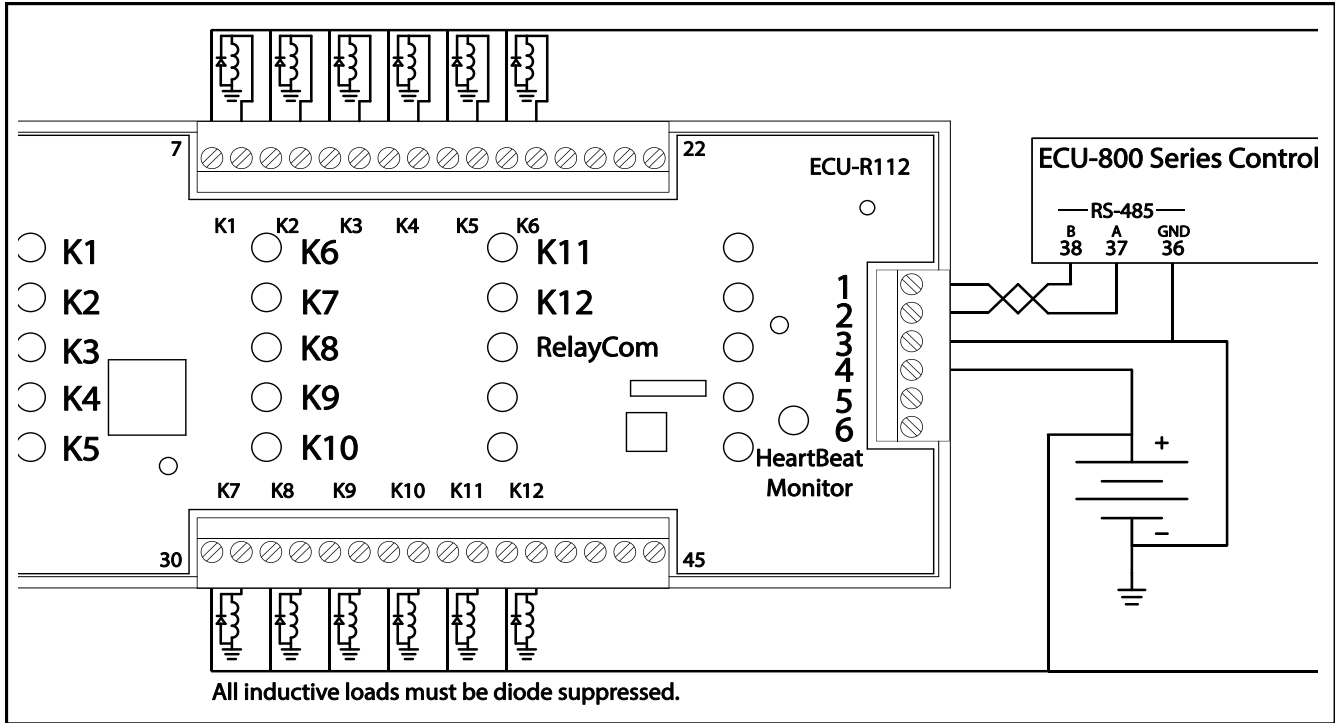 7
22
ECU-R112
ECU-800 Series Control
RS-485
B A GND
38 37 36
K1 K2 K3 K4 K5 K6
K1 K6 K11
K2 K7 K12
K3 K8 RelayCom
K4 K9
K5 K10
1
2
3
4
5
6
HeartBeat
Monitor
+
−
K7 K8 K9 K10 K11 K12
30
45
All inductive loads must be diode suppressed.